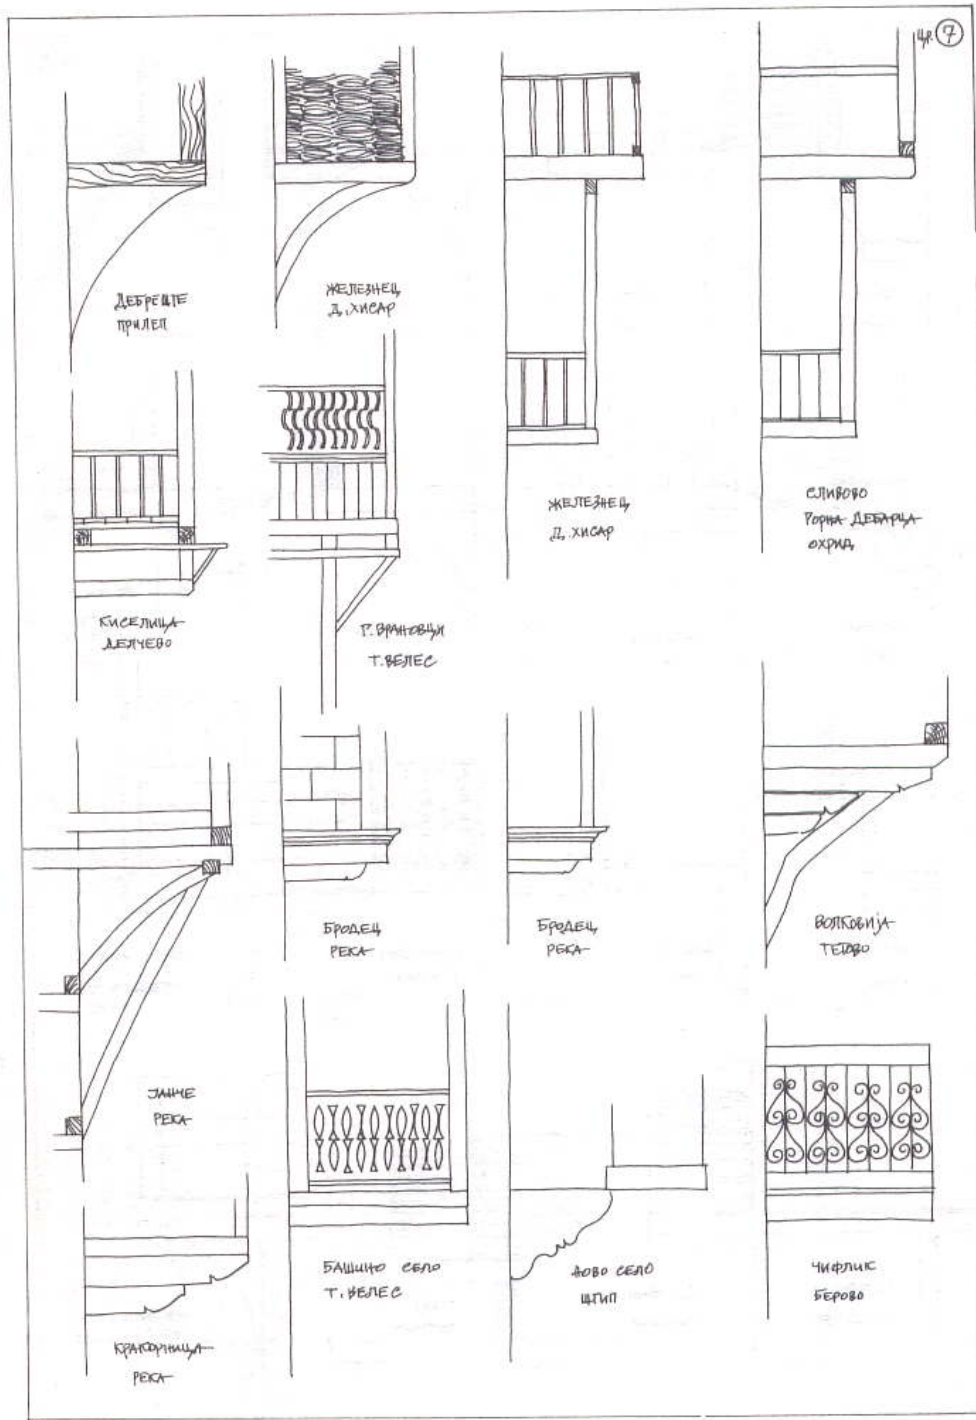 ЦР. 7
ДЕБРЕШТЕ
ПРИЛЕП
ЖЕЛЕЗНЕЦ
Д. ХИСАР
ЖЕЛЕЗНЕЦ
Д. ХИСАР
СЛИВОВО
ГОРНА ДЕБАРЦА
ОХРИД
КИСЕЛИЦА
ДЕЛЧЕВО
Г. ВРАНОВЦИ
Т. ВЕЛЕС
БРОДЕЦ
РЕКА
БРОДЕЦ
РЕКА
ВОЛКОВИЈА
ТЕТОВО
ЈАНЧЕ
РЕКА
БАШИНО СЕЛО
Т. ВЕЛЕС
НОВО СЕЛО
ШТИП
ЧИФЛИК
БЕРОВО
КРАКОРНИЦА
РЕКА